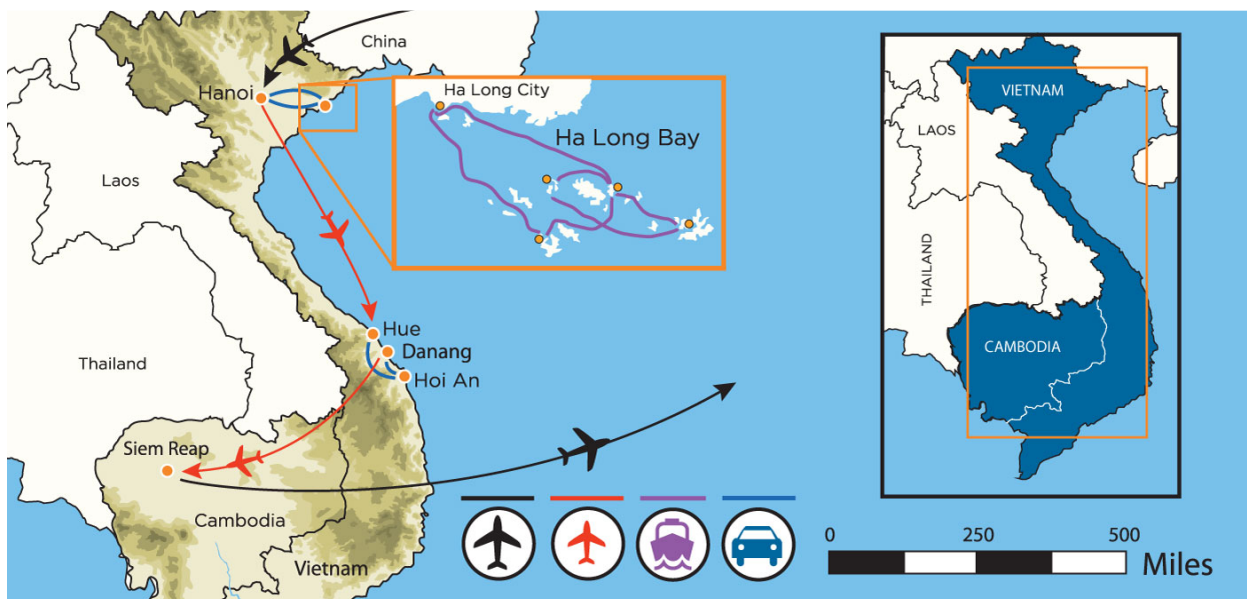 China
Hanoi
Ha Long City
Ha Long Bay
Laos
Hue
Danang
Hoi An
Thailand
Siem Reap
Cambodia
Vietnam
VIETNAM
LAOS
THAILAND
CAMBODIA
0 250 500
Miles